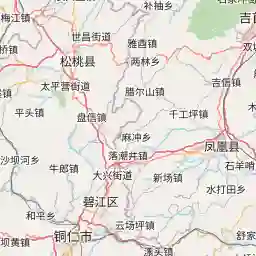 补抽乡
梅江镇
世昌街道
雅酉镇
吉首
松桃县
两林乡
太平营街道
腊尔山镇
吉信镇
平头镇
盘信镇
千工坪镇
麻冲乡
凤凰县
落潮井镇
沙坝河乡
牛郎镇
石羊哨
大兴街道
新场镇
水打田乡
碧江区
和平乡
云场坪镇
坝黄镇
铜仁市
漾头镇
舒家